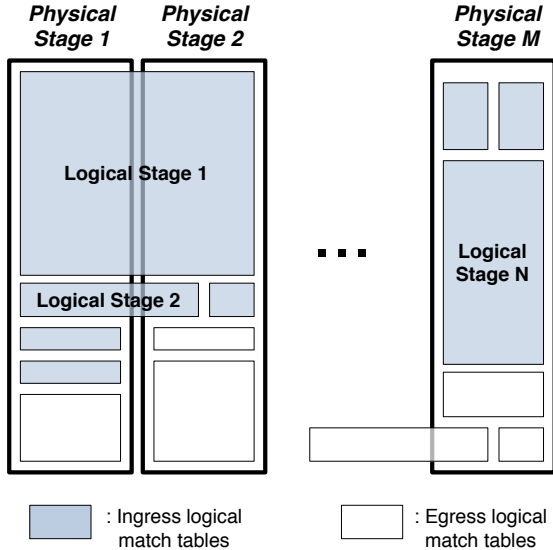 Physical
Stage 1
Physical
Stage 2
Physical
Stage M
Logical Stage 1
Logical Stage 2
Logical
Stage N
: Ingress logical
match tables
: Egress logical
match tables